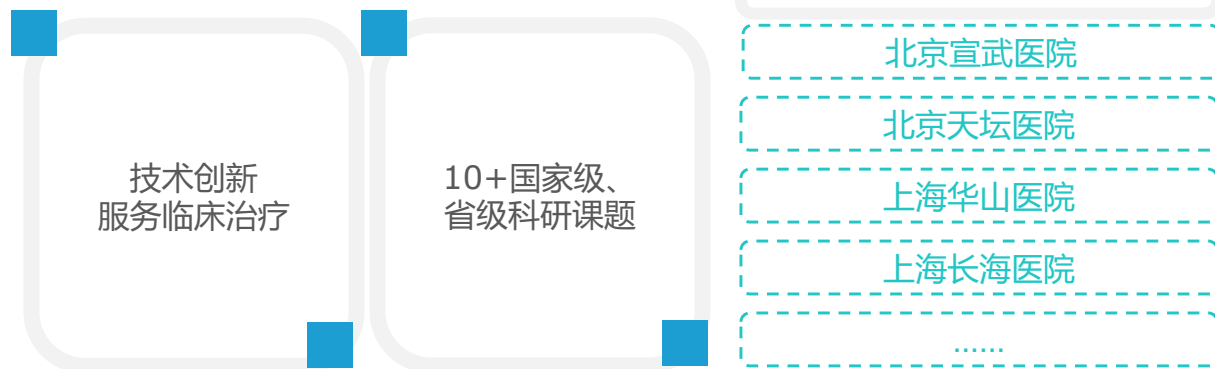 技术创新
服务临床治疗
10+国家级、
省级科研课题
北京宣武医院
北京天坛医院
上海华山医院
上海长海医院
……